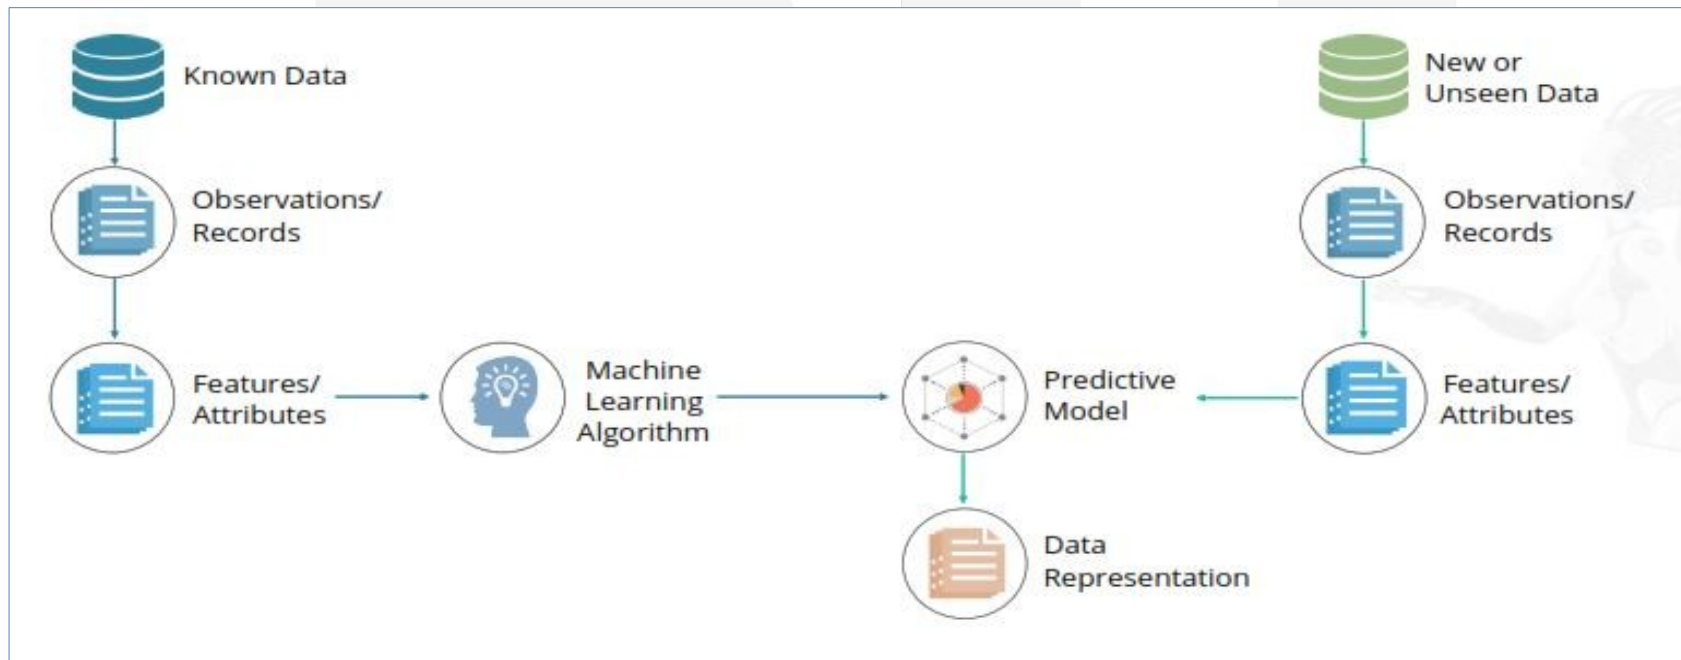 Known Data
New or
Unseen Data
Observations/
Records
Observations/
Records
Features/
Attributes
Machine
Learning
Algorithm
Predictive
Model
Features/
Attributes
Data
Representation